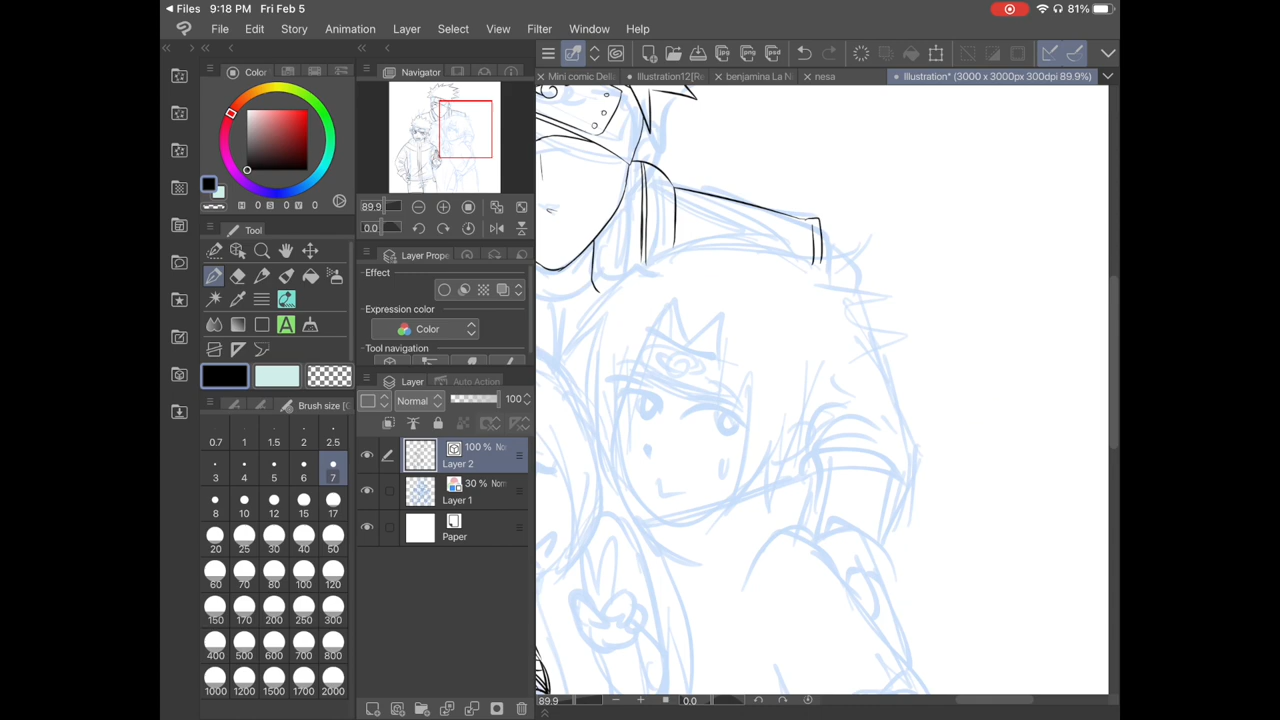 Files 9:18 PM Fri Feb 5 81%
File Edit Story Animation Layer Select View Filter Window Help
Color
Navigator
Mini comic Del
Illustration12[Re
benjamina La N
nesa
Illustration* (3000 x 3000px 300dpi 89.9%)
H 0 S 0 V 0
89.9
0.0
Tool
Layer Prope
Effect
Expression color
Color
Tool navigation
A
Layer Auto Action
Normal 100
Brush size [
0.7 1 1.5 2 2.5
3 4 5 6 7
8 10 12 15 17
20 25 30 40 50
60 70 80 100 120
150 170 200 250 300
400 500 600 700 800
1000 1200 1500 1700 2000
100 % No
Layer 2
30 % Nom
Layer 1
Paper
89.9 0.0